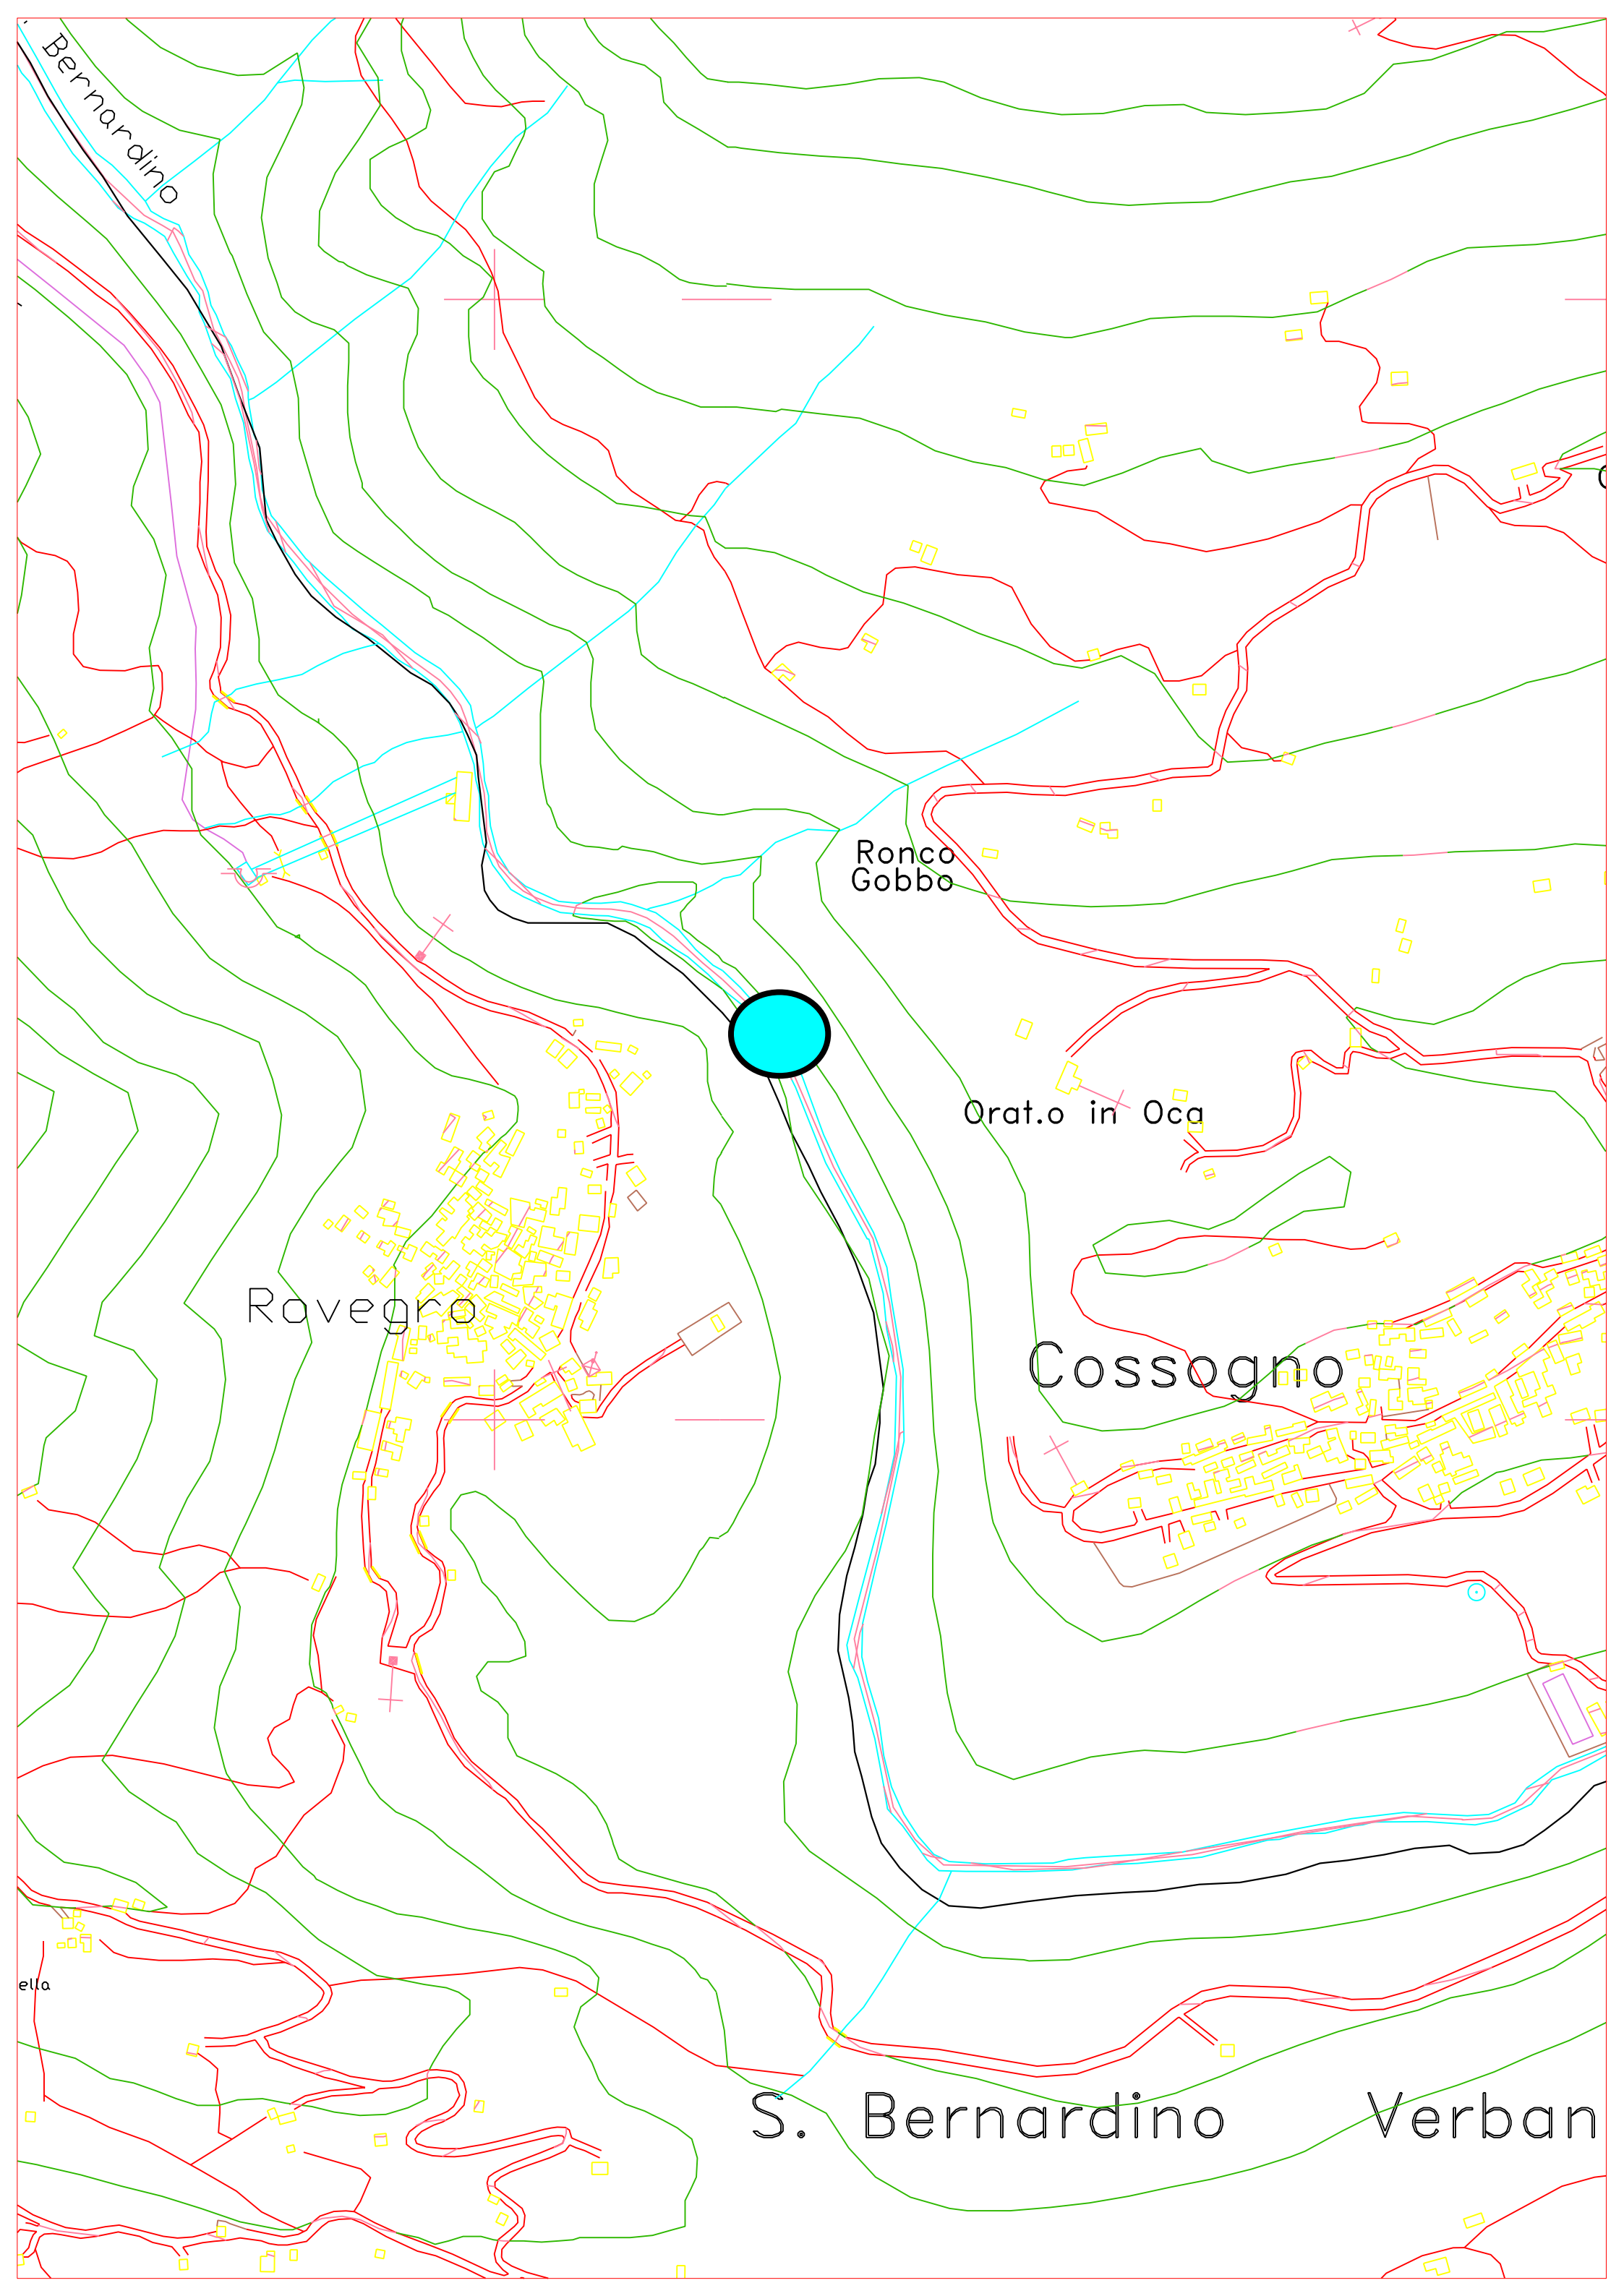 Bernardino
Ronco
Gobbo
Orat.o in Oca
Rovegro
Cossogno
ella
S. Bernardino Verban